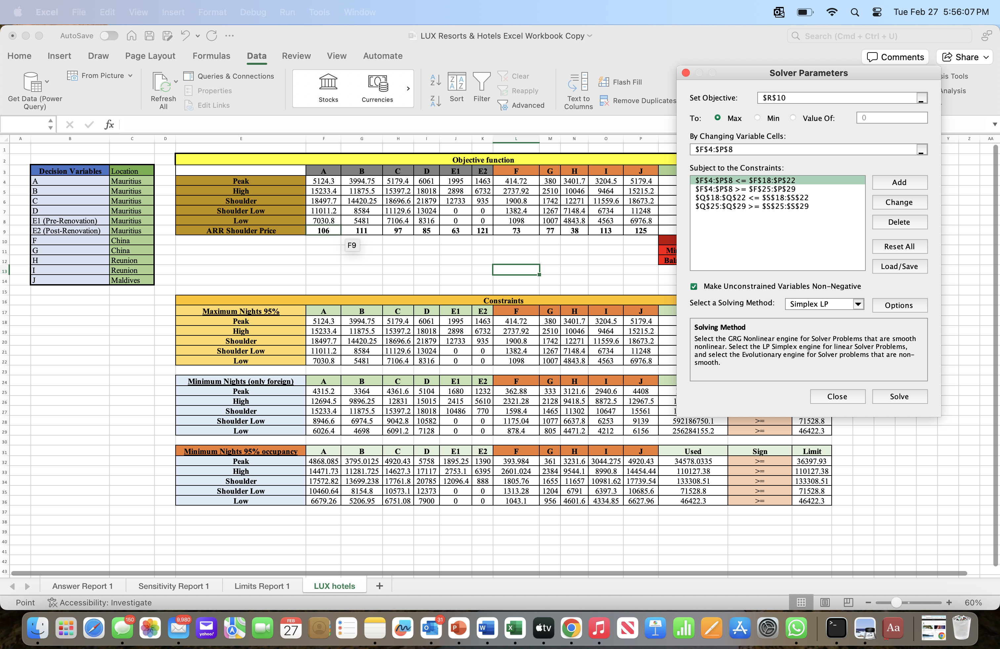 Excel File Edit View Insert Format Debug Run Tools Window Tue Feb 27 5:56:07 PM
AutoSave LUX Resorts & Hotels Excel Workbook Copy Search (Cmd + Ctrl + U)
Home Insert Draw Page Layout Formulas Data Review View Automate Comments Share
Get Data (Power Query)
From Picture
Refresh All
Queries & Connections
Properties
Edit Links
Stocks Currencies
Sort Filter
Clear
Reapply
Advanced
Text to Columns
Flash Fill
Remove Duplicates
sis Tools
Analysis
fx
A B C D E F G H I J K L M N O P Y Z AA
1
2 Objective function
3 Decision Variables Location A B C D E1 E2 F G H I J
4 A Mauritius Peak 5124.3 3994.75 5179.4 6061 1995 1463 414.72 380 3401.7 3204.5 5179.4
5 B Mauritius High 15233.4 11875.5 15397.2 18018 2898 6732 2737.92 2510 10046 9464 15215.2
6 C Mauritius Shoulder 18497.7 14420.25 18696.6 21879 12733 935 1900.8 1742 12271 11559.6 18673.2
7 D Mauritius Shoulder Low 11011.2 8584 11129.6 13024 0 0 1382.4 1267 7148.4 6734 11248
8 E1 (Pre-Renovation) Mauritius Low 7030.8 5481 7106.4 8316 0 0 1098 1007 4843.8 4563 6976.8
9 E2 (Post-Renovation) Mauritius ARR Shoulder Price 106 111 97 85 63 121 73 77 38 113 125
10 F China F9
11 G China Mi
12 H Reunion Bal
13 I Reunion
14 J Maldives
15
16 Constraints
17 Maximum Nights 95% A B C D E1 E2 F G H I J
18 Peak 5124.3 3994.75 5179.4 6061 1995 1463 414.72 380 3401.7 3204.5 5179.4
19 High 15233.4 11875.5 15397.2 18018 2898 6732 2737.92 2510 10046 9464 15215.2
20 Shoulder 18497.7 14420.25 18696.6 21879 12733 935 1900.8 1742 12271 11559.6 18673.2
21 Shoulder Low 11011.2 8584 11129.6 13024 0 0 1382.4 1267 7148.4 6734 11248
22 Low 7030.8 5481 7106.4 8316 0 0 1098 1007 4843.8 4563 6976.8
23
24 Minimum Nights (only foreign) A B C D E1 E2 F G H I J
25 Peak 4315.2 3364 4361.6 5104 1680 1232 362.88 333 3121.6 2940.6 4408
26 High 12694.5 9896.25 12831 15015 2415 5610 2321.28 2128 9418.5 8872.5 12967.5 1
27 Shoulder 15233.4 11875.5 15397.2 18018 10486 770 1598.4 1465 11302 10647 15561 1
28 Shoulder Low 8946.6 6974.5 9042.8 10582 0 0 1175.04 1077 6637.8 6253 9139 592186750.1 >= 71528.8
29 Low 6026.4 4698 6091.2 7128 0 0 878.4 805 4471.2 4212 6156 256284155.2 >= 46422.3
30
31 Minimum Nights 95% occupancy A B C D E1 E2 F G H I J Used Sign Limit
32 Peak 4868.085 3795.0125 4920.43 5758 1895.25 1390 393.984 361 3231.6 3044.275 4920.43 34578.0335 >= 36397.93
33 High 14471.73 11281.725 14627.3 17117 2753.1 6395 2601.024 2384 9544.1 8990.8 14454.44 110127.38 >= 110127.38
34 Shoulder 17572.82 13699.238 17761.8 20785 12096.4 888 1805.76 1655 11657 10981.62 17739.54 133308.51 >= 133308.51
35 Shoulder Low 10460.64 8154.8 10573.1 12373 0 0 1313.28 1204 6791 6397.3 10685.6 71528.8 >= 71528.8
36 Low 6679.26 5206.95 6751.08 7900 0 0 1043.1 956 4601.6 4334.85 6627.96 46422.3 >= 46422.3
37
38
39
40
41
42
43
Solver Parameters
Set Objective: $R$10
To: Max Min Value Of: 0
By Changing Variable Cells:
$F$4:$P$8
Subject to the Constraints:
$F$4:$P$8 <= $F$18:$P$22
$F$4:$P$8 >= $F$25:$P$29
$Q$18:$Q$22 <= $S$18:$S$22
$Q$25:$Q$29 >= $S$25:$S$29
Add
Change
Delete
Reset All
Load/Save
Make Unconstrained Variables Non-Negative
Select a Solving Method: Simplex LP Options
Solving Method
Select the GRG Nonlinear engine for Solver Problems that are smooth
nonlinear. Select the LP Simplex engine for linear Solver Problems,
and select the Evolutionary engine for Solver problems that are non-
smooth.
Close Solve
Answer Report 1 Sensitivity Report 1 Limits Report 1 LUX hotels +
Point Accessibility: Investigate 60%
150 9,980 yahoo! FEB 27 31 tv Aa